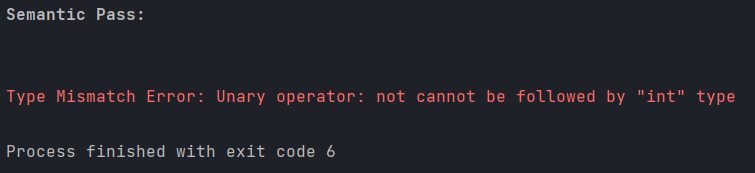 Semantic Pass:
Type Mismatch Error: Unary operator: not cannot be followed by "int" type
Process finished with exit code 6